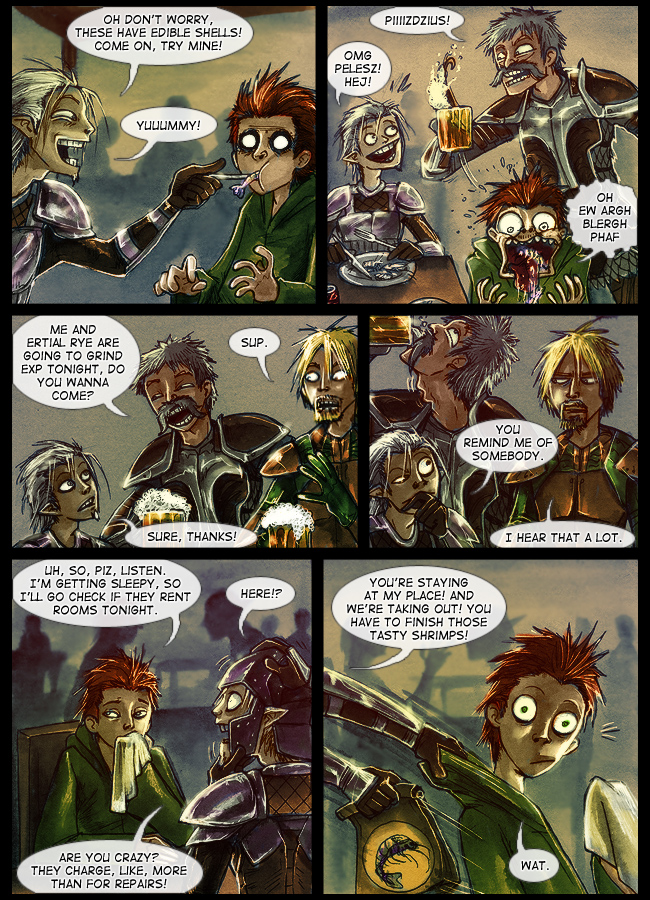 OH DON'T WORRY,
THESE HAVE EDIBLE SHELLS!
COME ON, TRY MINE!
YUUUMMY!
PIIIIZDZIUS!
OMG
PELESZ!
HEJ!
OH
EW ARGH
BLERGH
PHAF
ME AND
ERTIAL RYE ARE
GOING TO GRIND
EXP TONIGHT, DO
YOU WANNA
COME?
SUP.
SURE, THANKS!
YOU
REMIND ME OF
SOMEBODY.
I HEAR THAT A LOT.
UH, SO, PIZ, LISTEN.
I'M GETTING SLEEPY, SO
I'LL GO CHECK IF THEY RENT
ROOMS TONIGHT.
HERE!?
ARE YOU CRAZY?
THEY CHARGE, LIKE, MORE
THAN FOR REPAIRS!
YOU'RE STAYING
AT MY PLACE! AND
WE'RE TAKING OUT! YOU
HAVE TO FINISH THOSE
TASTY SHRIMPS!
WAT.